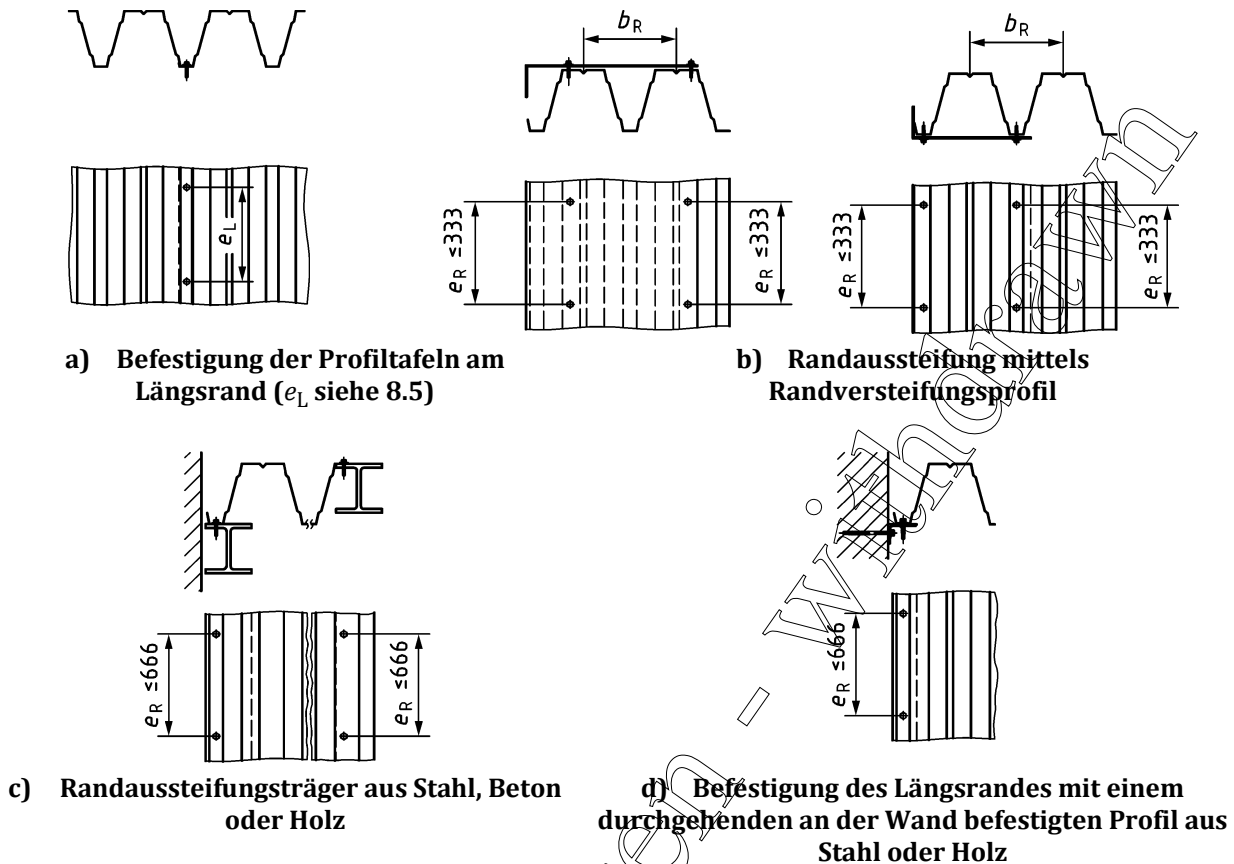 b_R
b_R
e_L
e_R ≤333
e_R ≤333
e_R ≤333
e_R ≤333
a) Befestigung der Profiltafeln am
Längsrand (e_L siehe 8.5)
b) Randaussteifung mittels
Randversteifungsprofil
e_R ≤666
e_R ≤666
e_R ≤666
c) Randaussteifungsträger aus Stahl, Beton
oder Holz
d) Befestigung des Längsrandes mit einem
durchgehenden an der Wand befestigten Profil aus
Stahl oder Holz
en - withdrawn